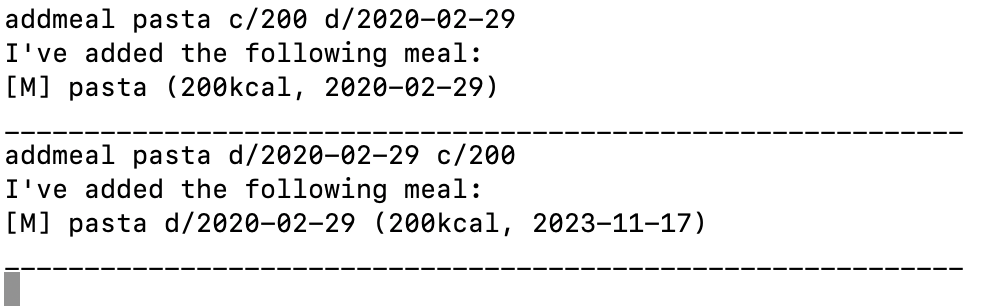 addmeal pasta c/200 d/2020-02-29
I've added the following meal:
[M] pasta (200kcal, 2020-02-29)
____________________________________________________________
addmeal pasta d/2020-02-29 c/200
I've added the following meal:
[M] pasta d/2020-02-29 (200kcal, 2023-11-17)
____________________________________________________________